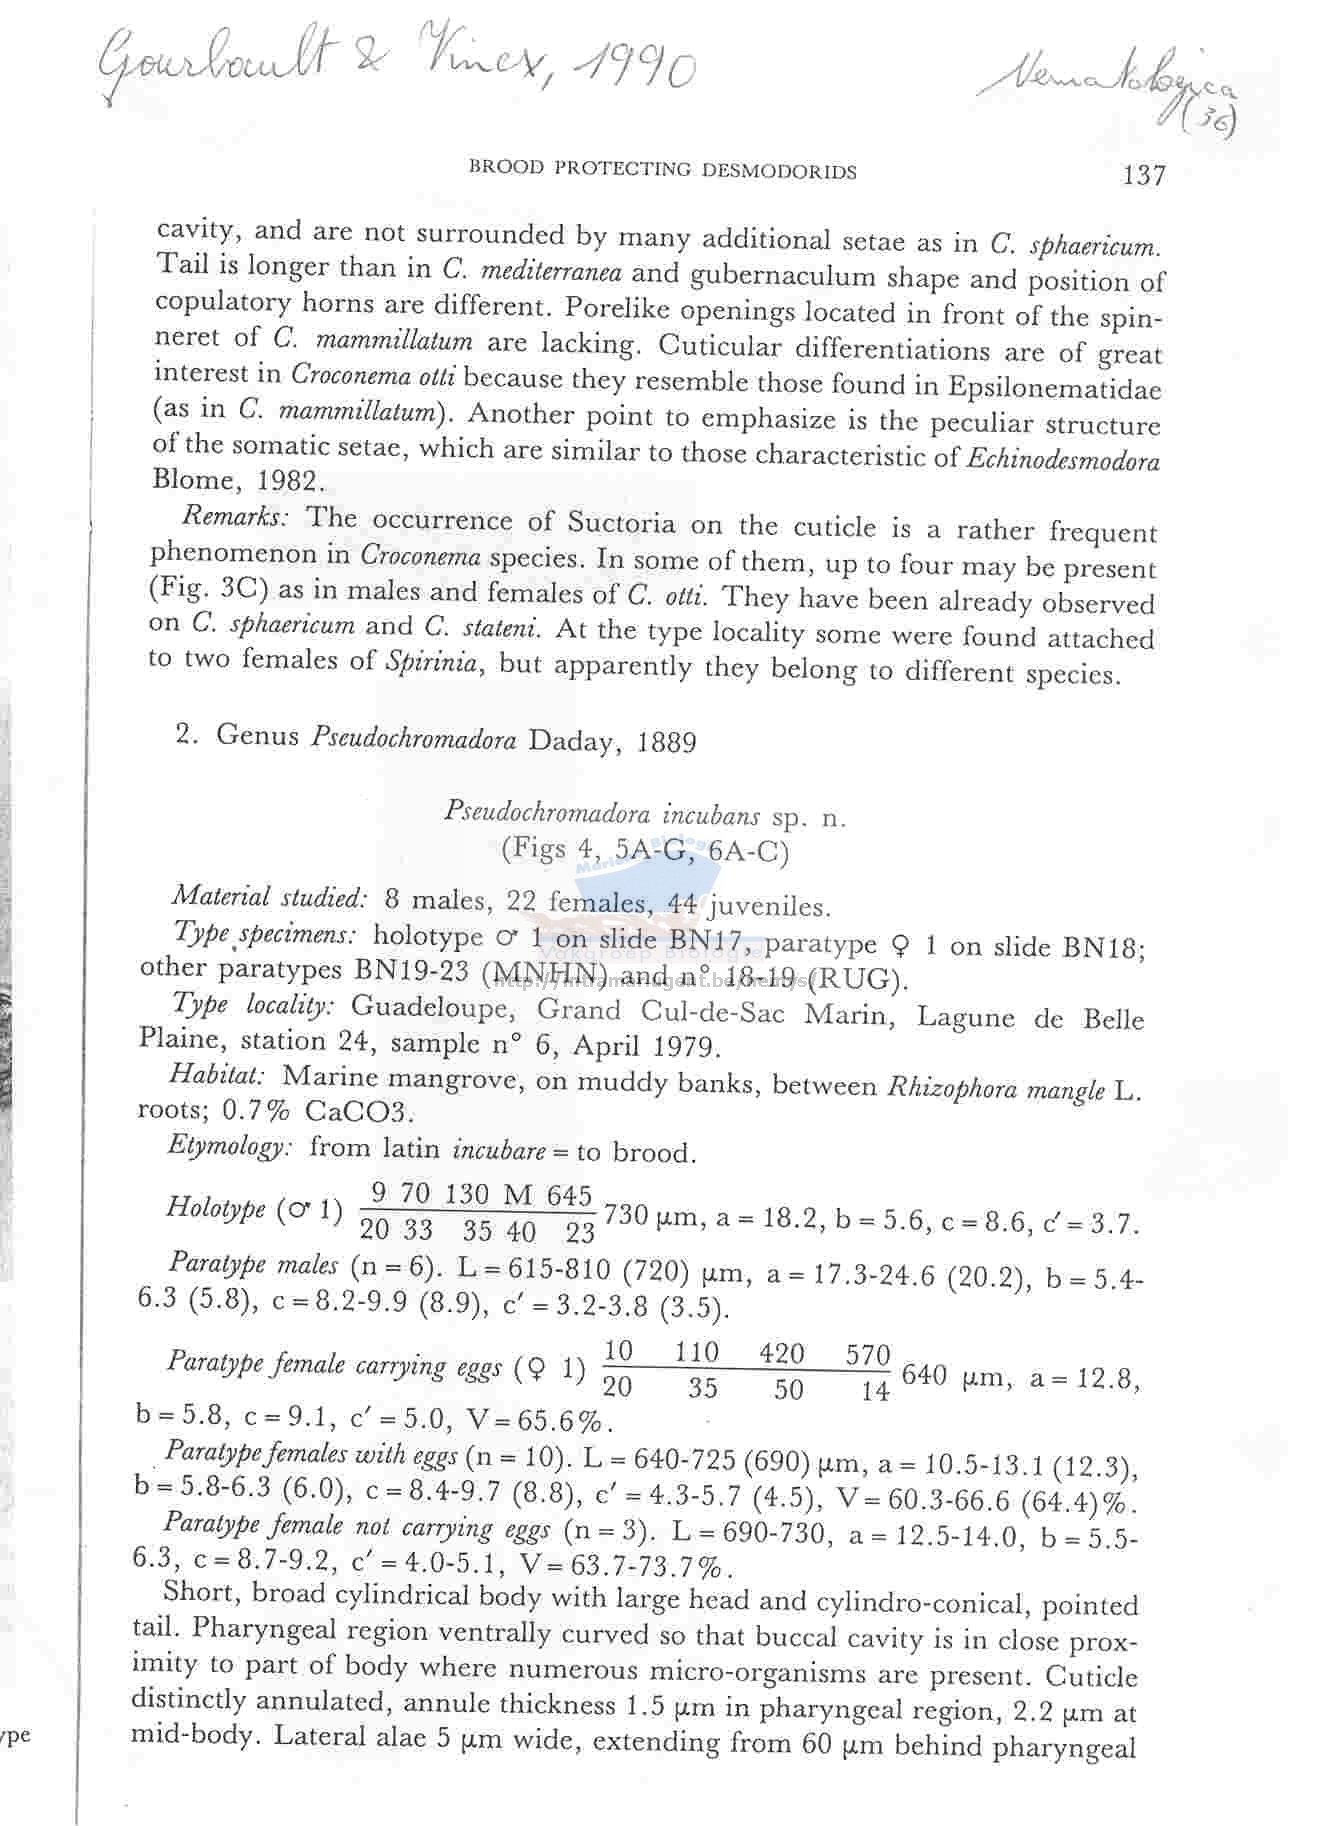 Gourbault & Vincx, 1990
Nematologica
(36)
BROOD PROTECTING DESMODORIDS 137
cavity, and are not surrounded by many additional setae as in C. sphaericum.
Tail is longer than in C. mediterranea and gubernaculum shape and position of
copulatory horns are different. Porelike openings located in front of the spin-
neret of C. mammillatum are lacking. Cuticular differentiations are of great
interest in Croconema otti because they resemble those found in Epsilonematidae
(as in C. mammillatum). Another point to emphasize is the peculiar structure
of the somatic setae, which are similar to those characteristic of Echinodesmodora
Blome, 1982.
Remarks: The occurrence of Suctoria on the cuticle is a rather frequent
phenomenon in Croconema species. In some of them, up to four may be present
(Fig. 3C) as in males and females of C. otti. They have been already observed
on C. sphaericum and C. stateni. At the type locality some were found attached
to two females of Spirinia, but apparently they belong to different species.
2. Genus Pseudochromadora Daday, 1889
Pseudochromadora incubans sp. n.
(Figs 4, 5A-G, 6A-C)
Material studied: 8 males, 22 females, 44 juveniles.
Type specimens: holotype ♂ 1 on slide BN17, paratype ♀ 1 on slide BN18;
Vakgroep Biologie
other paratypes BN19-23 (MNHN) and n° 18-19 (RUG).
Type locality: Guadeloupe, Grand Cul-de-Sac Marin, Lagune de Belle
Plaine, station 24, sample n° 6, April 1979.
Habitat: Marine mangrove, on muddy banks, between Rhizophora mangle L.
roots; 0.7% CaCO3.
Etymology: from latin incubare = to brood.
9 70 130 M 645
Holotype (♂ 1) 730 µm, a = 18.2, b = 5.6, c = 8.6, c′ = 3.7.
20 33 35 40 23
Paratype males (n = 6). L = 615-810 (720) µm, a = 17.3-24.6 (20.2), b = 5.4-
6.3 (5.8), c = 8.2-9.9 (8.9), c′ = 3.2-3.8 (3.5).
10 110 420 570
Paratype female carrying eggs (♀ 1) 640 µm, a = 12.8,
20 35 50 14
b = 5.8, c = 9.1, c′ = 5.0, V = 65.6%.
Paratype females with eggs (n = 10). L = 640-725 (690) µm, a = 10.5-13.1 (12.3),
b = 5.8-6.3 (6.0), c = 8.4-9.7 (8.8), c′ = 4.3-5.7 (4.5), V = 60.3-66.6 (64.4)%.
Paratype female not carrying eggs (n = 3). L = 690-730, a = 12.5-14.0, b = 5.5-
6.3, c = 8.7-9.2, c′ = 4.0-5.1, V = 63.7-73.7%.
Short, broad cylindrical body with large head and cylindro-conical, pointed
tail. Pharyngeal region ventrally curved so that buccal cavity is in close prox-
imity to part of body where numerous micro-organisms are present. Cuticle
distinctly annulated, annule thickness 1.5 µm in pharyngeal region, 2.2 µm at
mid-body. Lateral alae 5 µm wide, extending from 60 µm behind pharyngeal
ype